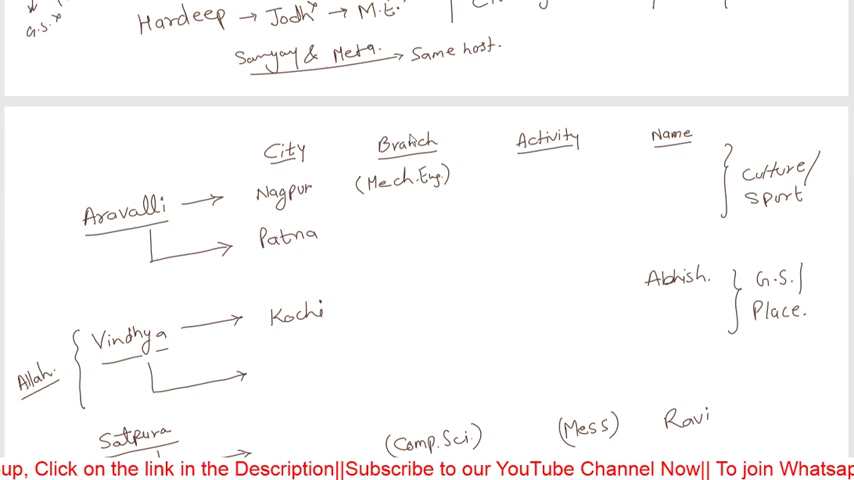 G.S.x
Hardeep → Jodhx → M.E.x
Sanjay & Meta. → Same host.
City Branch Activity Name
Aravalli → Nagpur (Mech. Eng.) } Culture/
Sport
→ Patna
Abhish. } G.S./
Place.
Allah. { Vindhya → Kochi
→
Satpura → (Comp. Sci.) (Mess) Ravi
up, Click on the link in the Description||Subscribe to our YouTube Channel Now|| To join Whatsap